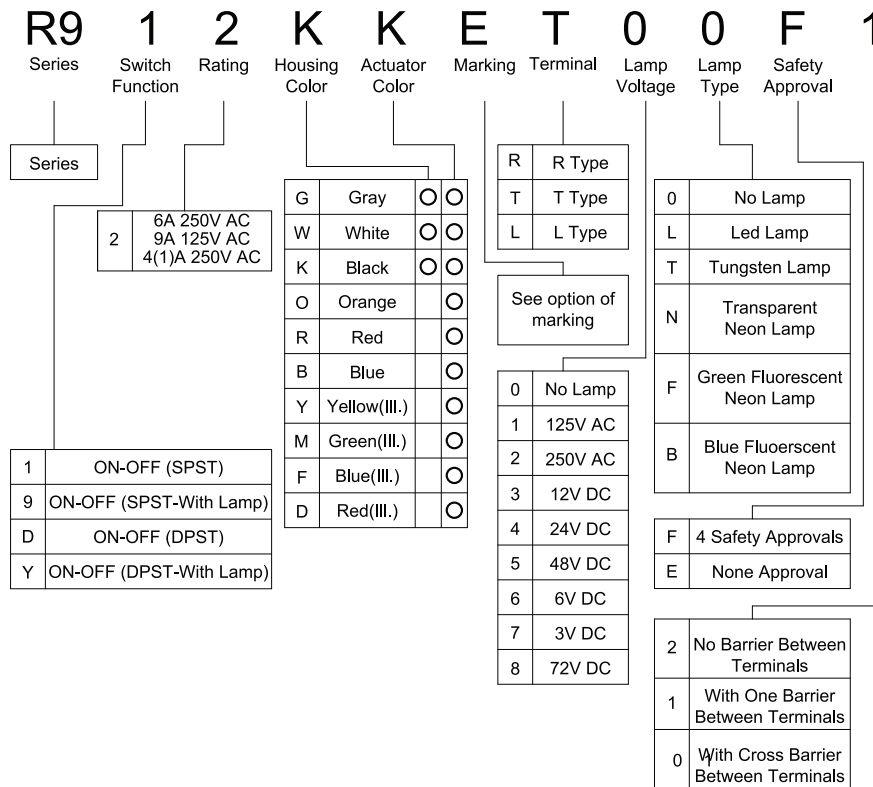 R9 1 2 K K E T 0 0 F 1
Series Switch Function Rating Housing Color Actuator Color Marking Terminal Lamp Voltage Lamp Type Safety Approval
Series
2 6A 250V AC
9A 125V AC
4(1)A 250V AC
1 ON-OFF (SPST)
9 ON-OFF (SPST-With Lamp)
D ON-OFF (DPST)
Y ON-OFF (DPST-With Lamp)
G Gray O O
W White O O
K Black O O
O Orange O
R Red O
B Blue O
Y Yellow(Ill.) O
M Green(Ill.) O
F Blue(Ill.) O
D Red(Ill.) O
R R Type
T T Type
L L Type
See option of
marking
0 No Lamp
1 125V AC
2 250V AC
3 12V DC
4 24V DC
5 48V DC
6 6V DC
7 3V DC
8 72V DC
0 No Lamp
L Led Lamp
T Tungsten Lamp
N Transparent
Neon Lamp
F Green Fluorescent
Neon Lamp
B Blue Fluoerscent
Neon Lamp
F 4 Safety Approvals
E None Approval
2 No Barrier Between
Terminals
1 With One Barrier
Between Terminals
0 With Cross Barrier
Between Terminals